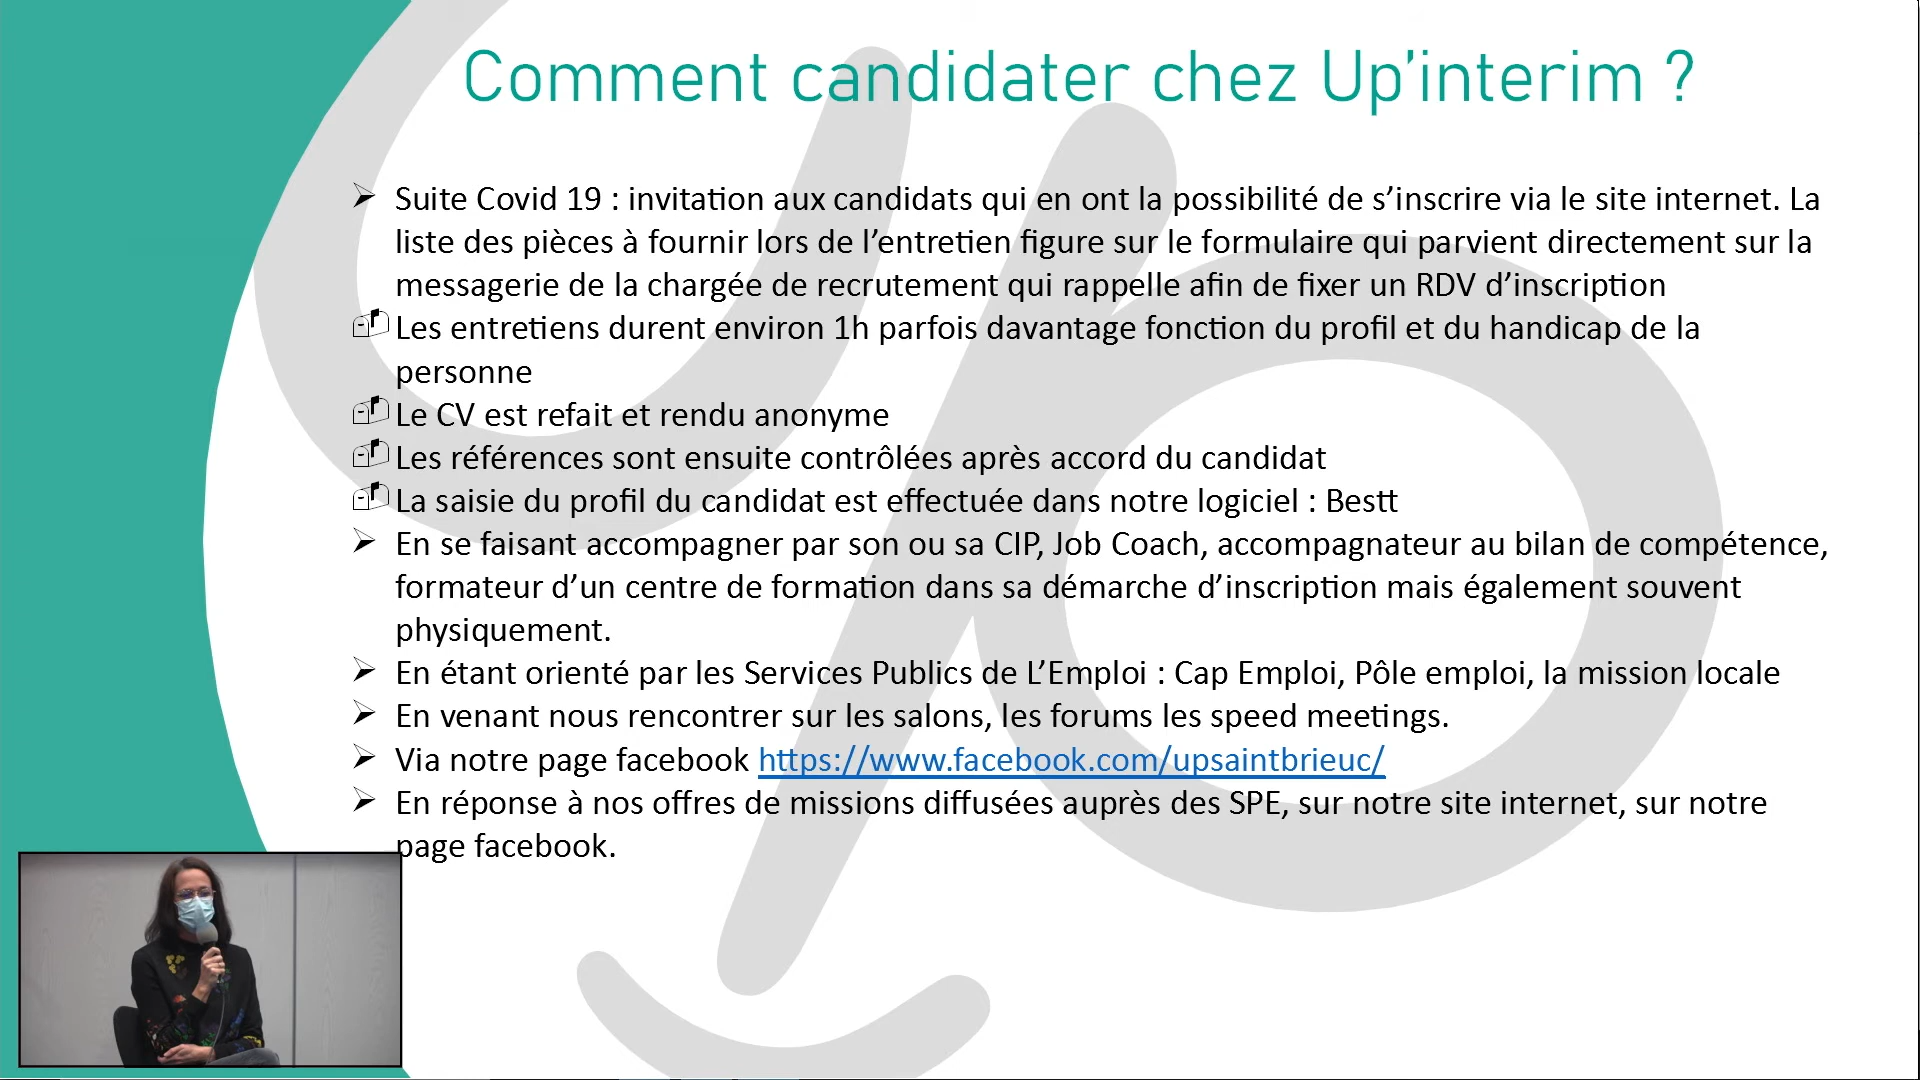 Comment candidater chez Up’interim ?
Suite Covid 19 : invitation aux candidats qui en ont la possibilité de s’inscrire via le site internet. La
liste des pièces à fournir lors de l’entretien figure sur le formulaire qui parvient directement sur la
messagerie de la chargée de recrutement qui rappelle afin de fixer un RDV d’inscription
Les entretiens durent environ 1h parfois davantage fonction du profil et du handicap de la
personne
Le CV est refait et rendu anonyme
Les références sont ensuite contrôlées après accord du candidat
La saisie du profil du candidat est effectuée dans notre logiciel : Bestt
En se faisant accompagner par son ou sa CIP, Job Coach, accompagnateur au bilan de compétence,
formateur d’un centre de formation dans sa démarche d’inscription mais également souvent
physiquement.
En étant orienté par les Services Publics de L’Emploi : Cap Emploi, Pôle emploi, la mission locale
En venant nous rencontrer sur les salons, les forums les speed meetings.
Via notre page facebook https://www.facebook.com/upsaintbrieuc/
En réponse à nos offres de missions diffusées auprès des SPE, sur notre site internet, sur notre
page facebook.